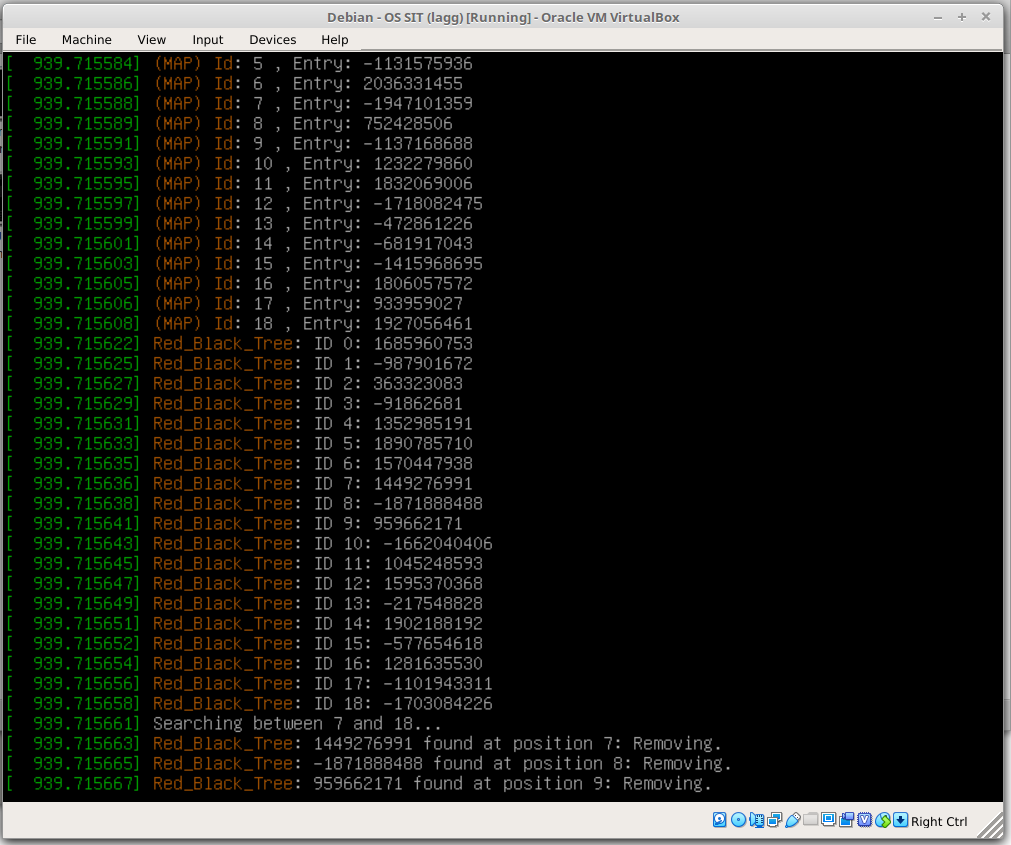 Debian - OS SIT (lagg) [Running] - Oracle VM VirtualBox
File Machine View Input Devices Help
[  939.715584] (MAP) Id: 5 , Entry: -1131575936
[  939.715586] (MAP) Id: 6 , Entry: 2036331455
[  939.715588] (MAP) Id: 7 , Entry: -1947101359
[  939.715589] (MAP) Id: 8 , Entry: 752428506
[  939.715591] (MAP) Id: 9 , Entry: -1137168688
[  939.715593] (MAP) Id: 10 , Entry: 1232279860
[  939.715595] (MAP) Id: 11 , Entry: 1832069006
[  939.715597] (MAP) Id: 12 , Entry: -1718082475
[  939.715599] (MAP) Id: 13 , Entry: -472861226
[  939.715601] (MAP) Id: 14 , Entry: -681917043
[  939.715603] (MAP) Id: 15 , Entry: -1415968695
[  939.715605] (MAP) Id: 16 , Entry: 1806057572
[  939.715606] (MAP) Id: 17 , Entry: 933959027
[  939.715608] (MAP) Id: 18 , Entry: 1927056461
[  939.715622] Red_Black_Tree: ID 0: 1685960753
[  939.715625] Red_Black_Tree: ID 1: -987901672
[  939.715627] Red_Black_Tree: ID 2: 363323083
[  939.715629] Red_Black_Tree: ID 3: -91862681
[  939.715631] Red_Black_Tree: ID 4: 1352985191
[  939.715633] Red_Black_Tree: ID 5: 1890785710
[  939.715635] Red_Black_Tree: ID 6: 1570447938
[  939.715636] Red_Black_Tree: ID 7: 1449276991
[  939.715638] Red_Black_Tree: ID 8: -1871888488
[  939.715641] Red_Black_Tree: ID 9: 959662171
[  939.715643] Red_Black_Tree: ID 10: -1662040406
[  939.715645] Red_Black_Tree: ID 11: 1045248593
[  939.715647] Red_Black_Tree: ID 12: 1595370368
[  939.715649] Red_Black_Tree: ID 13: -217548828
[  939.715651] Red_Black_Tree: ID 14: 1902188192
[  939.715652] Red_Black_Tree: ID 15: -577654618
[  939.715654] Red_Black_Tree: ID 16: 1281635530
[  939.715656] Red_Black_Tree: ID 17: -1101943311
[  939.715658] Red_Black_Tree: ID 18: -1703084226
[  939.715661] Searching between 7 and 18...
[  939.715663] Red_Black_Tree: 1449276991 found at position 7: Removing.
[  939.715665] Red_Black_Tree: -1871888488 found at position 8: Removing.
[  939.715667] Red_Black_Tree: 959662171 found at position 9: Removing.
Right Ctrl